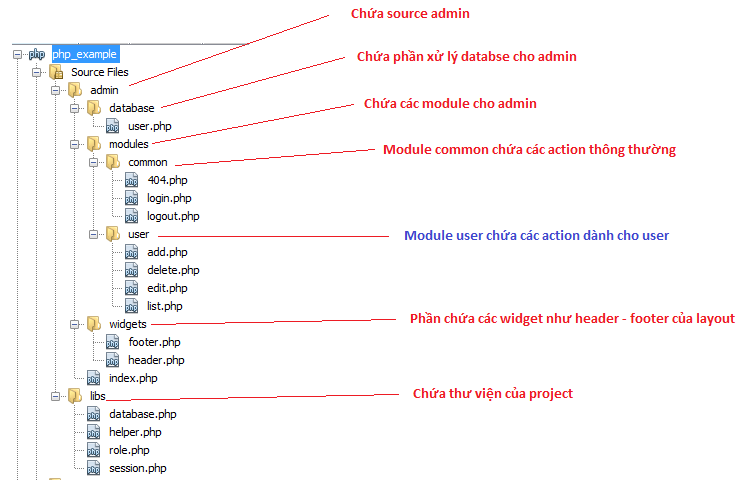 Chứa source admin
php_example
Source Files
Chứa phần xử lý databse cho admin
admin
database
Chứa các module cho admin
user.php
modules
Module common chứa các action thông thường
common
404.php
login.php
logout.php
user
Module user chứa các action dành cho user
add.php
delete.php
edit.php
list.php
widgets
Phần chứa các widget như header - footer của layout
footer.php
header.php
index.php
libs
Chứa thư viện của project
database.php
helper.php
role.php
session.php